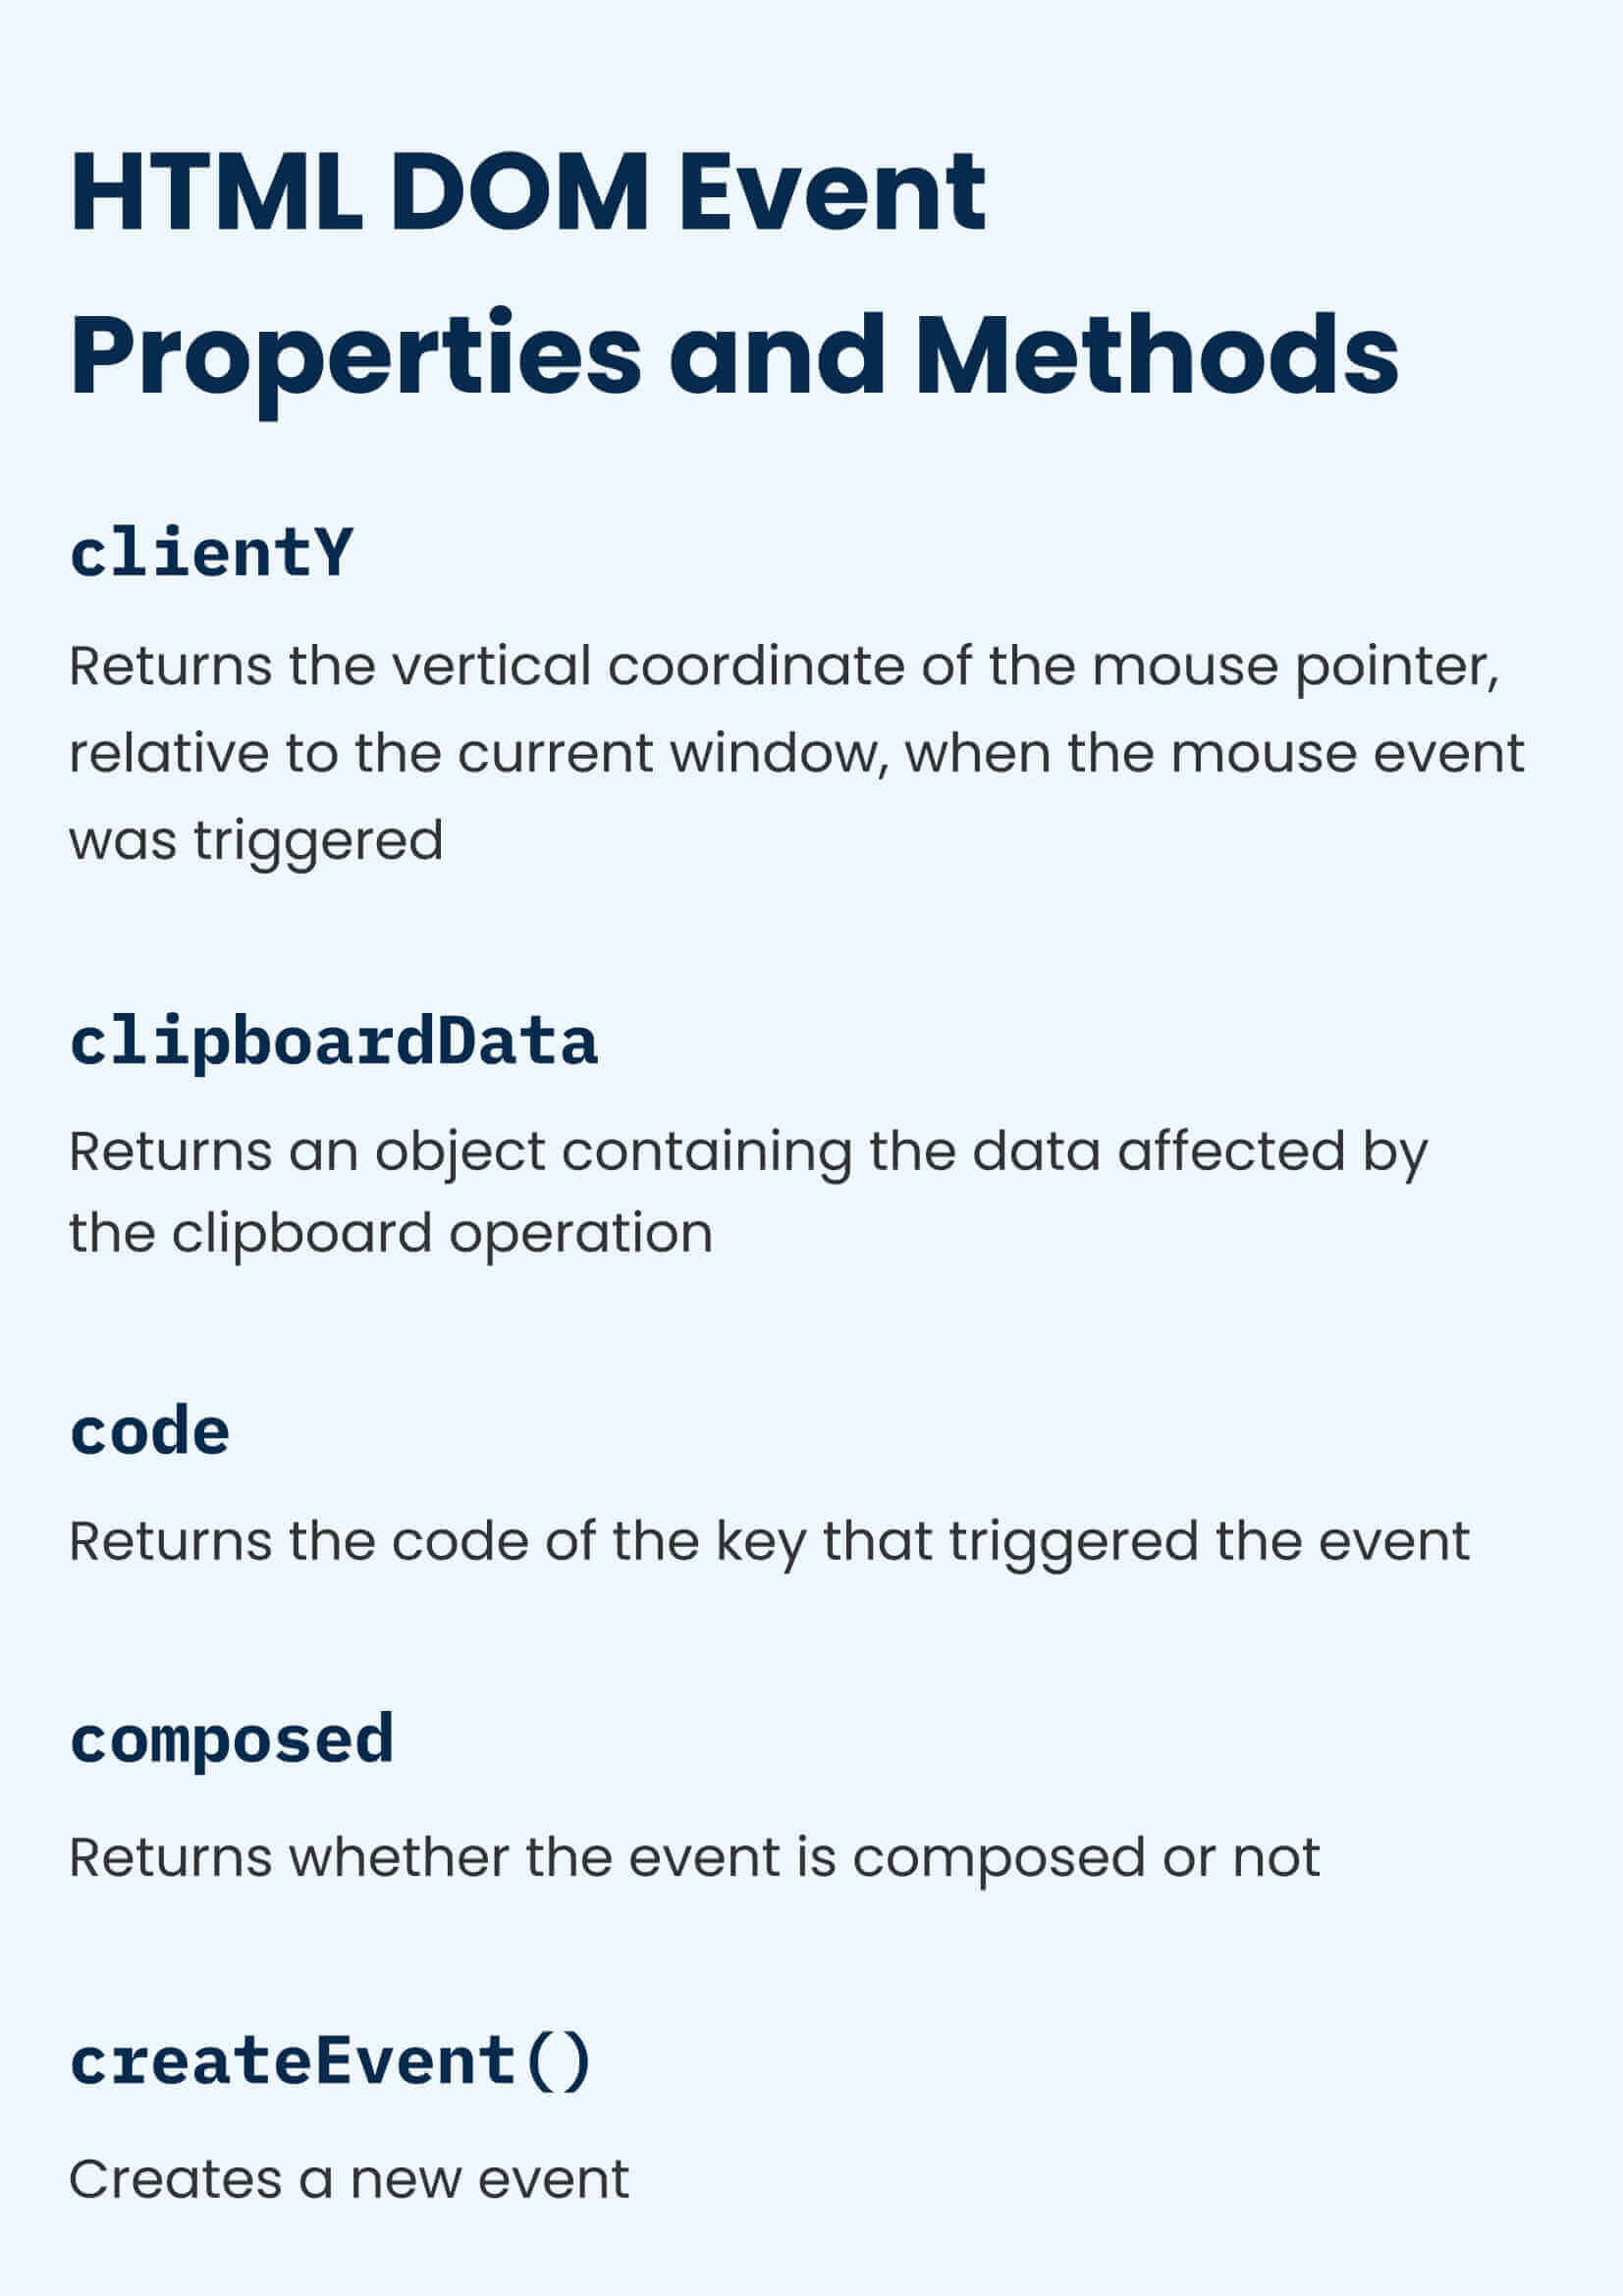 HTML DOM Event
Properties and Methods
clientY
Returns the vertical coordinate of the mouse pointer,
relative to the current window, when the mouse event
was triggered
clipboardData
Returns an object containing the data affected by
the clipboard operation
code
Returns the code of the key that triggered the event
composed
Returns whether the event is composed or not
createEvent()
Creates a new event